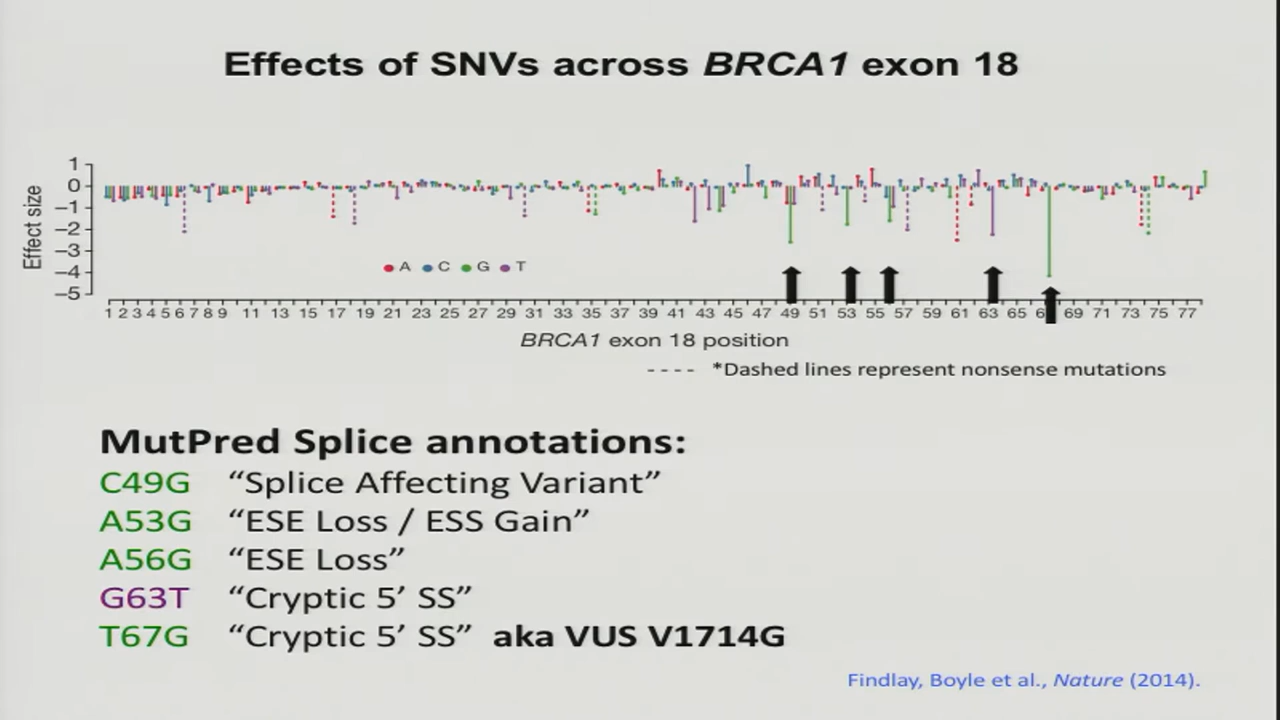 Effects of SNVs across BRCA1 exon 18
Effect size
1
0
−1
−2
−3
−4
−5
A C G T
1 2 3 4 5 6 7 8 9 11 13 15 17 19 21 23 25 27 29 31 33 35 37 39 41 43 45 47 49 51 53 55 57 59 61 63 65 69 71 73 75 77
BRCA1 exon 18 position
---- *Dashed lines represent nonsense mutations
MutPred Splice annotations:
C49G “Splice Affecting Variant”
A53G “ESE Loss / ESS Gain”
A56G “ESE Loss”
G63T “Cryptic 5’ SS”
T67G “Cryptic 5’ SS” aka VUS V1714G
Findlay, Boyle et al., Nature (2014).